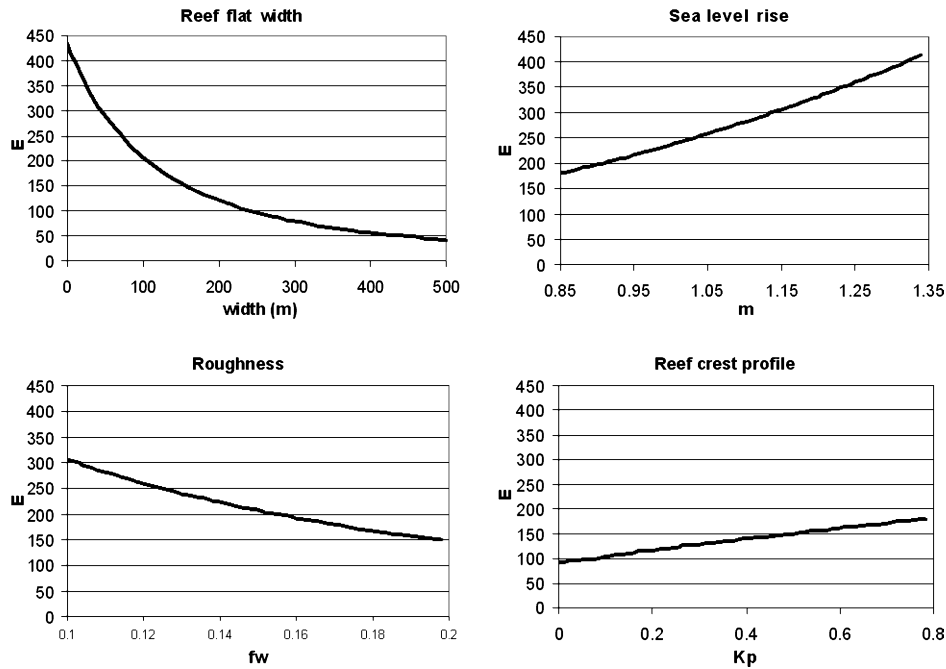 Reef flat width
450
400
350
300
250
200
150
100
50
0
E
0 100 200 300 400 500
width (m)
Sea level rise
450
400
350
300
250
200
150
100
50
0
E
0.85 0.95 1.05 1.15 1.25 1.35
m
Roughness
450
400
350
300
250
200
150
100
50
0
E
0.1 0.12 0.14 0.16 0.18 0.2
fw
Reef crest profile
450
400
350
300
250
200
150
100
50
0
E
0 0.2 0.4 0.6 0.8
Kp